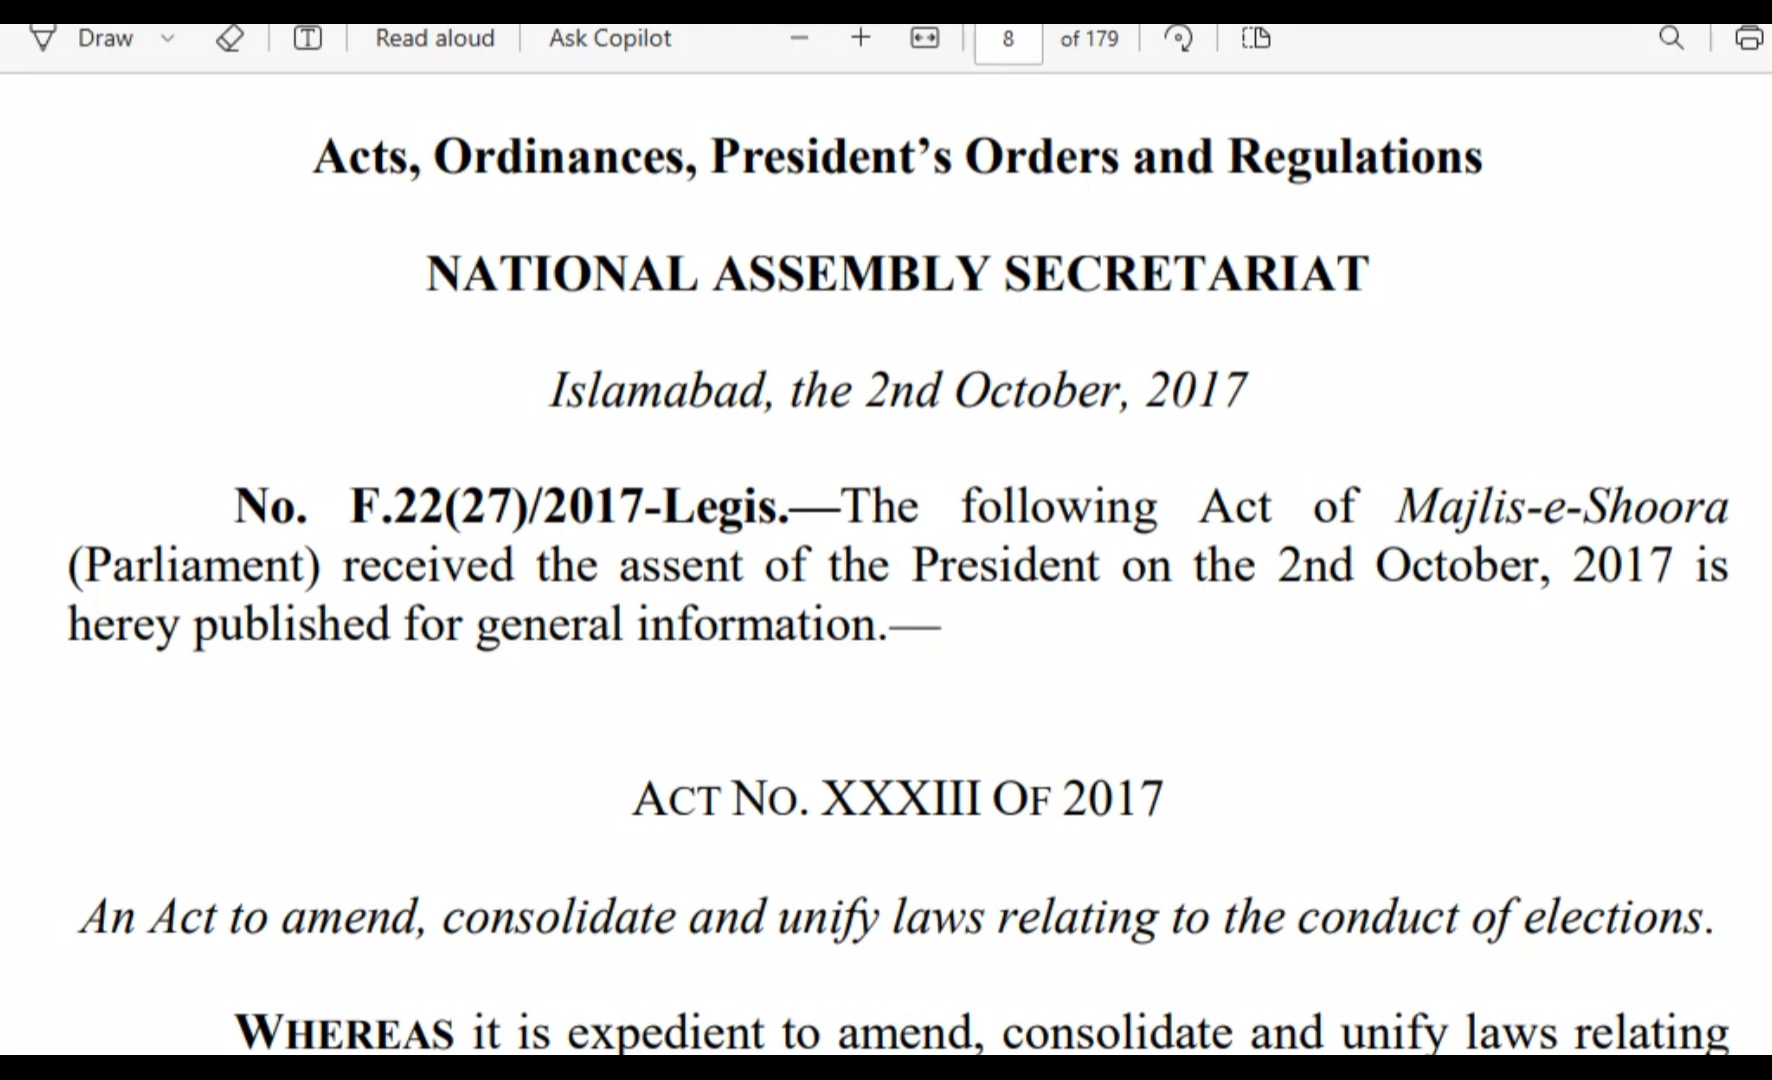 Draw
Read aloud
Ask Copilot
8
of 179
Acts, Ordinances, President’s Orders and Regulations
NATIONAL ASSEMBLY SECRETARIAT
Islamabad, the 2nd October, 2017
No. F.22(27)/2017-Legis.—The following Act of Majlis-e-Shoora
(Parliament) received the assent of the President on the 2nd October, 2017 is
herey published for general information.—
ACT NO. XXXIII OF 2017
An Act to amend, consolidate and unify laws relating to the conduct of elections.
WHEREAS it is expedient to amend, consolidate and unify laws relating